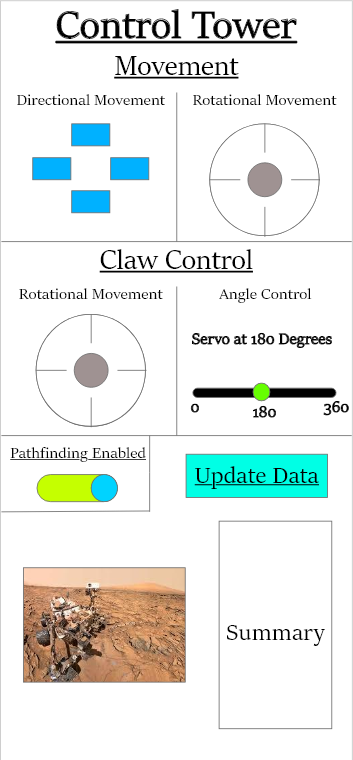 Control Tower
Movement
Directional Movement
Rotational Movement
Claw Control
Rotational Movement
Angle Control
Servo at 180 Degrees
0
180
360
Pathfinding Enabled
Update Data
Summary